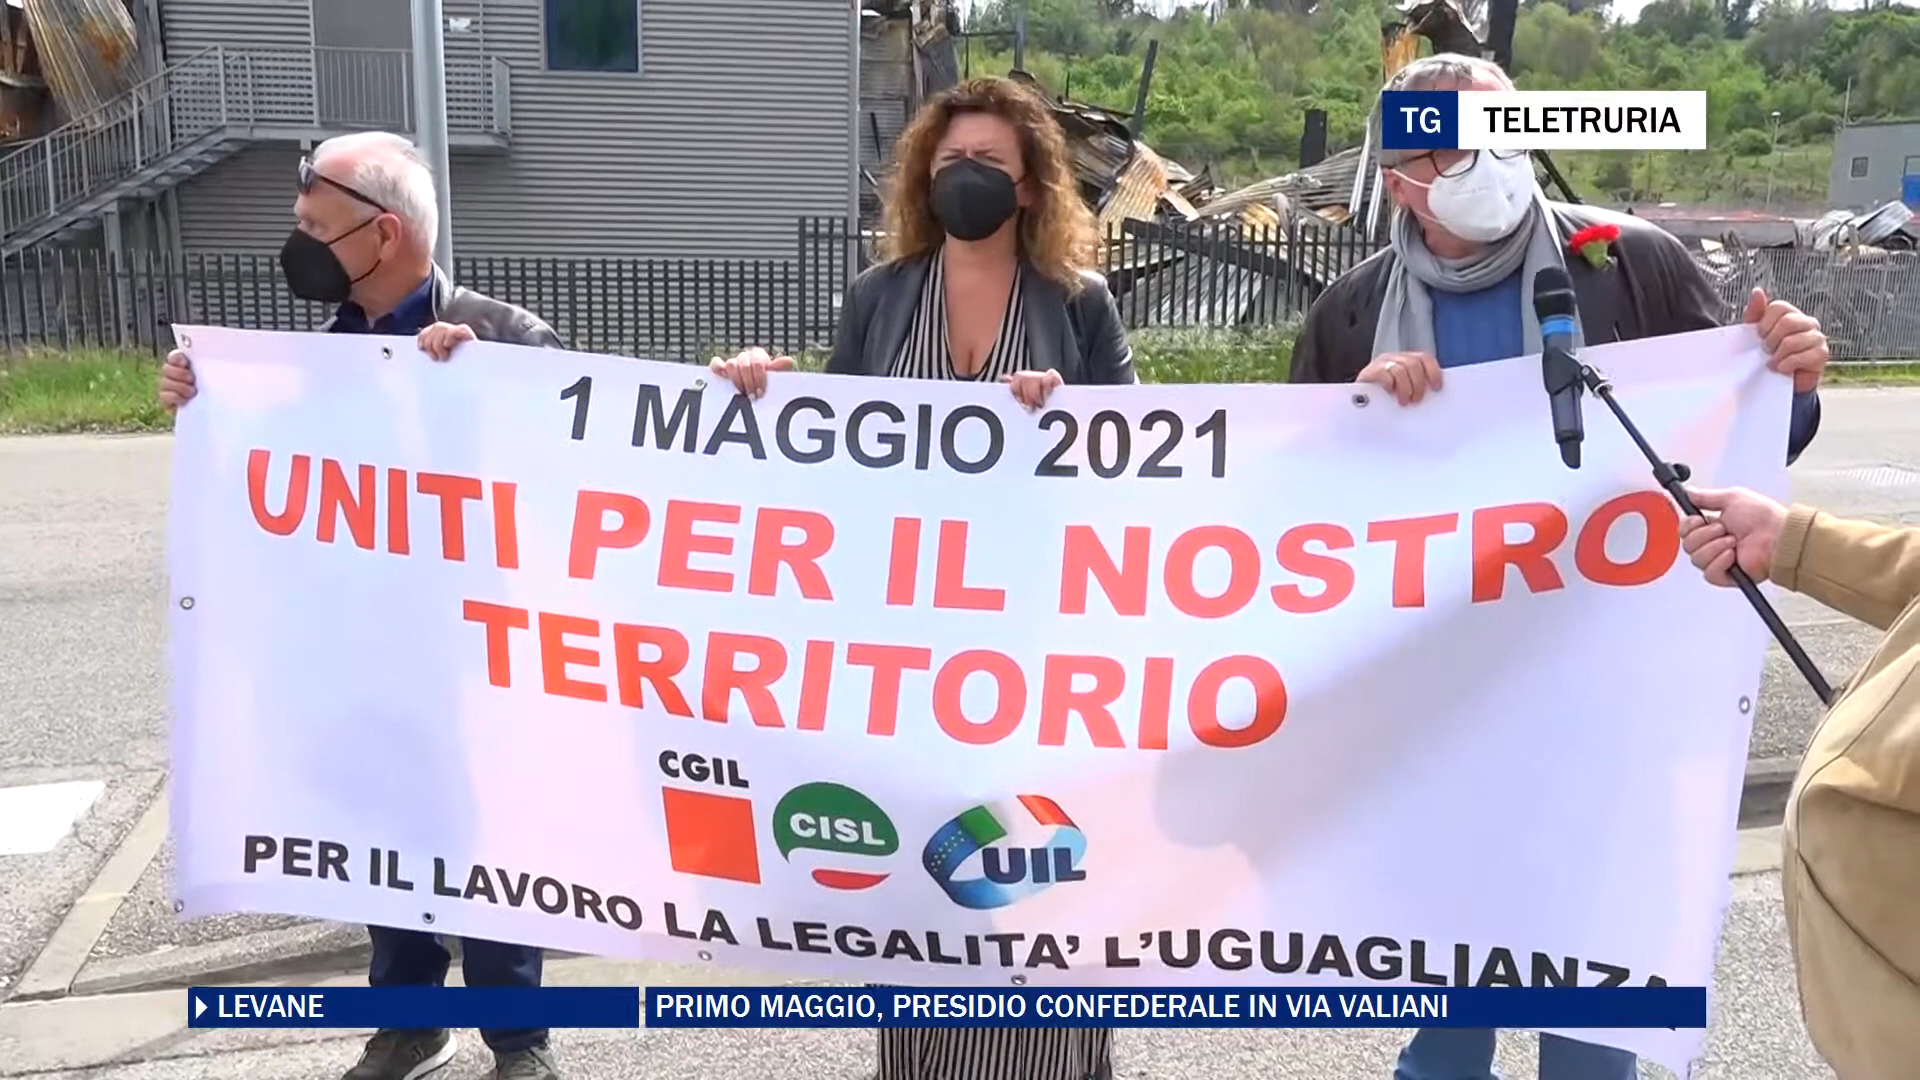 TG TELETRURIA
1 MAGGIO 2021
UNITI PER IL NOSTRO
TERRITORIO
CGIL
CISL
UIL
PER IL LAVORO LA LEGALITA' L'UGUAGLIANZA
LEVANE
PRIMO MAGGIO, PRESIDIO CONFEDERALE IN VIA VALIANI